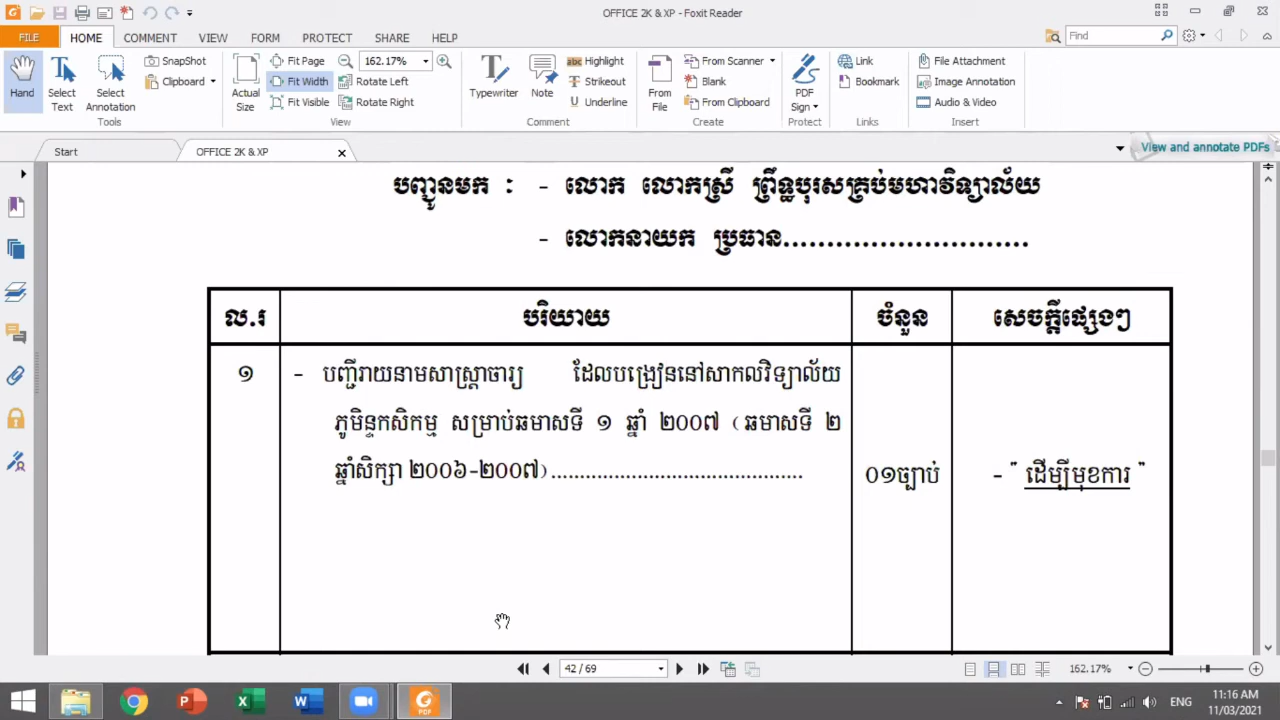 OFFICE 2K & XP - Foxit Reader
FILE HOME COMMENT VIEW FORM PROTECT SHARE HELP Find
Hand Select Text Select Annotation SnapShot Clipboard Tools
Actual Size Fit Page Fit Width Fit Visible 162.17% Rotate Left Rotate Right View
Typewriter Note Highlight Strikeout Underline Comment
From File From Scanner Blank From Clipboard Create
PDF Sign Protect
Link Bookmark Links
File Attachment Image Annotation Audio & Video Insert
Start OFFICE 2K & XP View and annotate PDFs
បញ្ជូនមក ៖ - លោក លោកស្រី ព្រឹទ្ធបុរសគ្រប់មហាវិទ្យាល័យ
- លោកនាយក ប្រធាន............................
ល.រ បរិយាយ ចំនួន សេចក្តីផ្សេងៗ
១ - បញ្ជីរាយនាមសាស្ត្រាចារ្យ ដែលបង្រៀននៅសាកលវិទ្យាល័យ
ភូមិន្ទកសិកម្ម សម្រាប់ឆមាសទី ១ ឆ្នាំ ២០០៧ (ឆមាសទី ២
ឆ្នាំសិក្សា ២០០៦-២០០៧)...........................................
០១ច្បាប់ - " ដើម្បីមុខការ "
42 / 69 162.17%
ENG 11:16 AM
11/03/2021